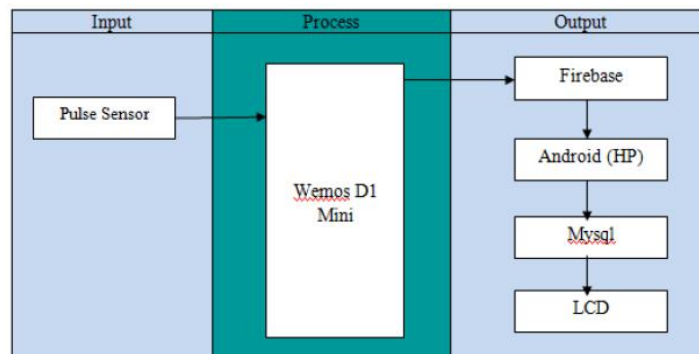 Input
Process
Output
Pulse Sensor
Wemos D1
Mini
Firebase
Android (HP)
Mysql
LCD